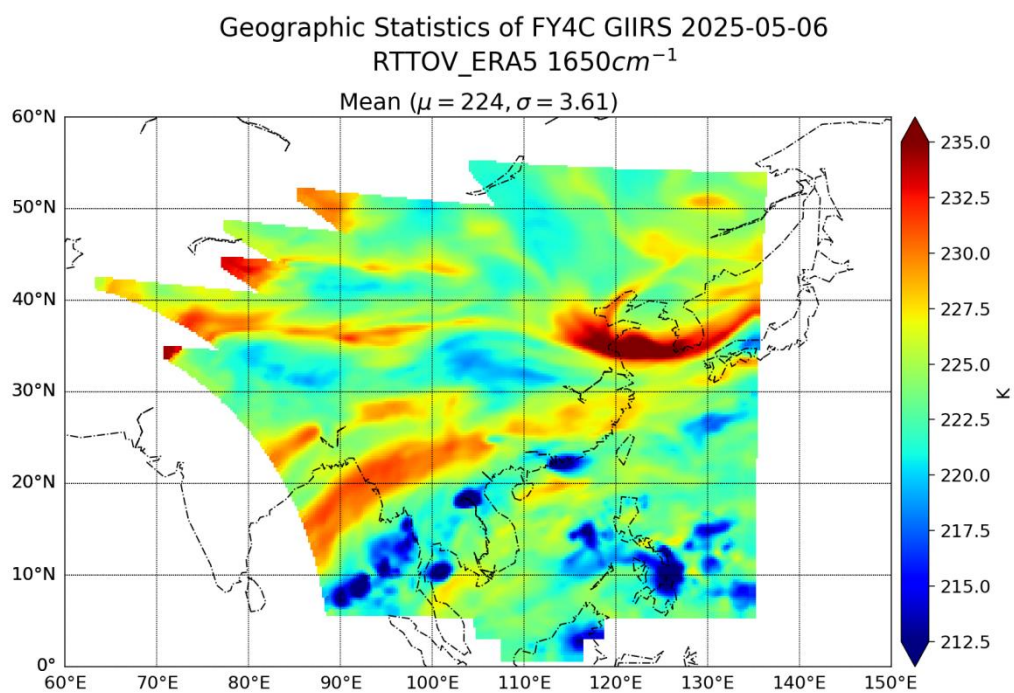 Geographic Statistics of FY4C GIIRS 2025-05-06
RTTOV_ERA5 1650cm⁻¹
Mean (μ = 224, σ = 3.61)
60°N
50°N
40°N
30°N
20°N
10°N
0°
60°E 70°E 80°E 90°E 100°E 110°E 120°E 130°E 140°E 150°E
235.0
232.5
230.0
227.5
225.0
222.5
220.0
217.5
215.0
212.5
K